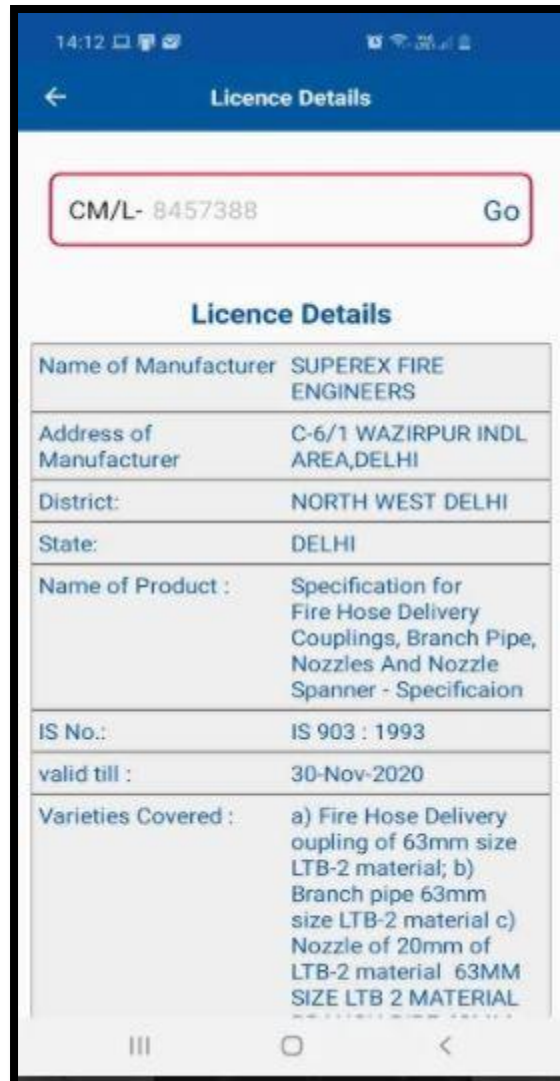 14:12
Licence Details
CM/L- 8457388 Go
Licence Details
Name of Manufacturer SUPEREX FIRE
ENGINEERS
Address of C-6/1 WAZIRPUR INDL
Manufacturer AREA,DELHI
District: NORTH WEST DELHI
State: DELHI
Name of Product : Specification for
Fire Hose Delivery
Couplings, Branch Pipe,
Nozzles And Nozzle
Spanner - Specificaion
IS No.: IS 903 : 1993
valid till : 30-Nov-2020
Varieties Covered : a) Fire Hose Delivery
oupling of 63mm size
LTB-2 material; b)
Branch pipe 63mm
size LTB-2 material c)
Nozzle of 20mm of
LTB-2 material 63MM
SIZE LTB 2 MATERIAL